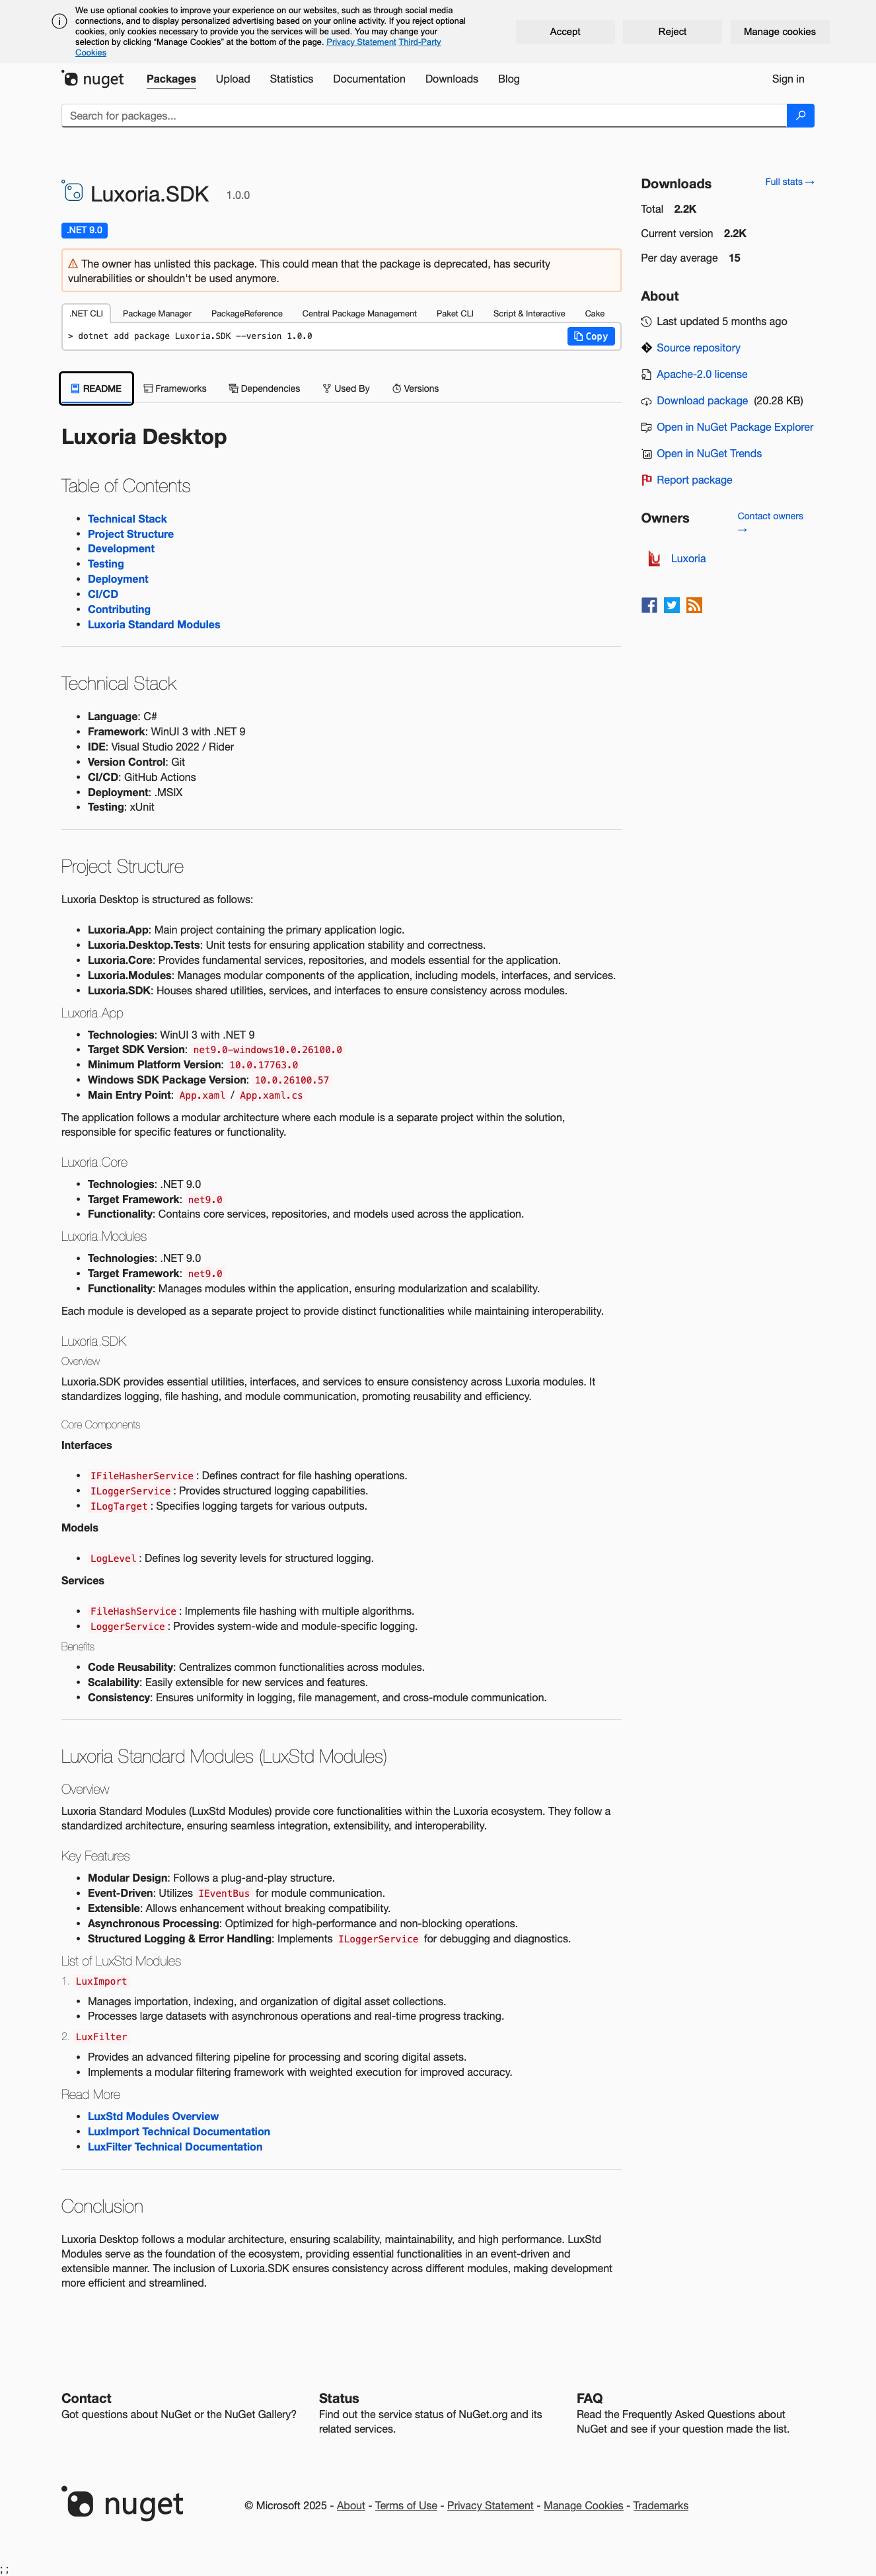 We use optional cookies to improve your experience on our websites, such as through social media
connections, and to display personalized advertising based on your online activity. If you reject optional
cookies, only cookies necessary to provide you the services will be used. You may change your
selection by clicking “Manage Cookies” at the bottom of the page. Privacy Statement Third-Party
Cookies
Accept
Reject
Manage cookies
nuget
Packages
Upload
Statistics
Documentation
Downloads
Blog
Sign in
Search for packages...
Luxoria.SDK 1.0.0
.NET 9.0
The owner has unlisted this package. This could mean that the package is deprecated, has security
vulnerabilities or shouldn't be used anymore.
.NET CLI
Package Manager
PackageReference
Central Package Management
Paket CLI
Script & Interactive
Cake
> dotnet add package Luxoria.SDK --version 1.0.0
Copy
README
Frameworks
Dependencies
Used By
Versions
Luxoria Desktop
Table of Contents
• Technical Stack
• Project Structure
• Development
• Testing
• Deployment
• CI/CD
• Contributing
• Luxoria Standard Modules
Technical Stack
• Language: C#
• Framework: WinUI 3 with .NET 9
• IDE: Visual Studio 2022 / Rider
• Version Control: Git
• CI/CD: GitHub Actions
• Deployment: .MSIX
• Testing: xUnit
Project Structure
Luxoria Desktop is structured as follows:
• Luxoria.App: Main project containing the primary application logic.
• Luxoria.Desktop.Tests: Unit tests for ensuring application stability and correctness.
• Luxoria.Core: Provides fundamental services, repositories, and models essential for the application.
• Luxoria.Modules: Manages modular components of the application, including models, interfaces, and services.
• Luxoria.SDK: Houses shared utilities, services, and interfaces to ensure consistency across modules.
Luxoria.App
• Technologies: WinUI 3 with .NET 9
• Target SDK Version: net9.0-windows10.0.26100.0
• Minimum Platform Version: 10.0.17763.0
• Windows SDK Package Version: 10.0.26100.57
• Main Entry Point: App.xaml / App.xaml.cs
The application follows a modular architecture where each module is a separate project within the solution,
responsible for specific features or functionality.
Luxoria.Core
• Technologies: .NET 9.0
• Target Framework: net9.0
• Functionality: Contains core services, repositories, and models used across the application.
Luxoria.Modules
• Technologies: .NET 9.0
• Target Framework: net9.0
• Functionality: Manages modules within the application, ensuring modularization and scalability.
Each module is developed as a separate project to provide distinct functionalities while maintaining interoperability.
Luxoria.SDK
Overview
Luxoria.SDK provides essential utilities, interfaces, and services to ensure consistency across Luxoria modules. It
standardizes logging, file hashing, and module communication, promoting reusability and efficiency.
Core Components
Interfaces
• IFileHasherService : Defines contract for file hashing operations.
• ILoggerService : Provides structured logging capabilities.
• ILogTarget : Specifies logging targets for various outputs.
Models
• LogLevel : Defines log severity levels for structured logging.
Services
• FileHashService : Implements file hashing with multiple algorithms.
• LoggerService : Provides system-wide and module-specific logging.
Benefits
• Code Reusability: Centralizes common functionalities across modules.
• Scalability: Easily extensible for new services and features.
• Consistency: Ensures uniformity in logging, file management, and cross-module communication.
Luxoria Standard Modules (LuxStd Modules)
Overview
Luxoria Standard Modules (LuxStd Modules) provide core functionalities within the Luxoria ecosystem. They follow a
standardized architecture, ensuring seamless integration, extensibility, and interoperability.
Key Features
• Modular Design: Follows a plug-and-play structure.
• Event-Driven: Utilizes IEventBus for module communication.
• Extensible: Allows enhancement without breaking compatibility.
• Asynchronous Processing: Optimized for high-performance and non-blocking operations.
• Structured Logging & Error Handling: Implements ILoggerService for debugging and diagnostics.
List of LuxStd Modules
1. LuxImport
• Manages importation, indexing, and organization of digital asset collections.
• Processes large datasets with asynchronous operations and real-time progress tracking.
2. LuxFilter
• Provides an advanced filtering pipeline for processing and scoring digital assets.
• Implements a modular filtering framework with weighted execution for improved accuracy.
Read More
• LuxStd Modules Overview
• LuxImport Technical Documentation
• LuxFilter Technical Documentation
Conclusion
Luxoria Desktop follows a modular architecture, ensuring scalability, maintainability, and high performance. LuxStd
Modules serve as the foundation of the ecosystem, providing essential functionalities in an event-driven and
extensible manner. The inclusion of Luxoria.SDK ensures consistency across different modules, making development
more efficient and streamlined.
Downloads
Full stats →
Total 2.2K
Current version 2.2K
Per day average 15
About
Last updated 5 months ago
Source repository
Apache-2.0 license
Download package (20.28 KB)
Open in NuGet Package Explorer
Open in NuGet Trends
Report package
Owners
Contact owners
→
Luxoria
Contact
Got questions about NuGet or the NuGet Gallery?
Status
Find out the service status of NuGet.org and its
related services.
FAQ
Read the Frequently Asked Questions about
NuGet and see if your question made the list.
nuget
© Microsoft 2025 - About - Terms of Use - Privacy Statement - Manage Cookies - Trademarks
; ;